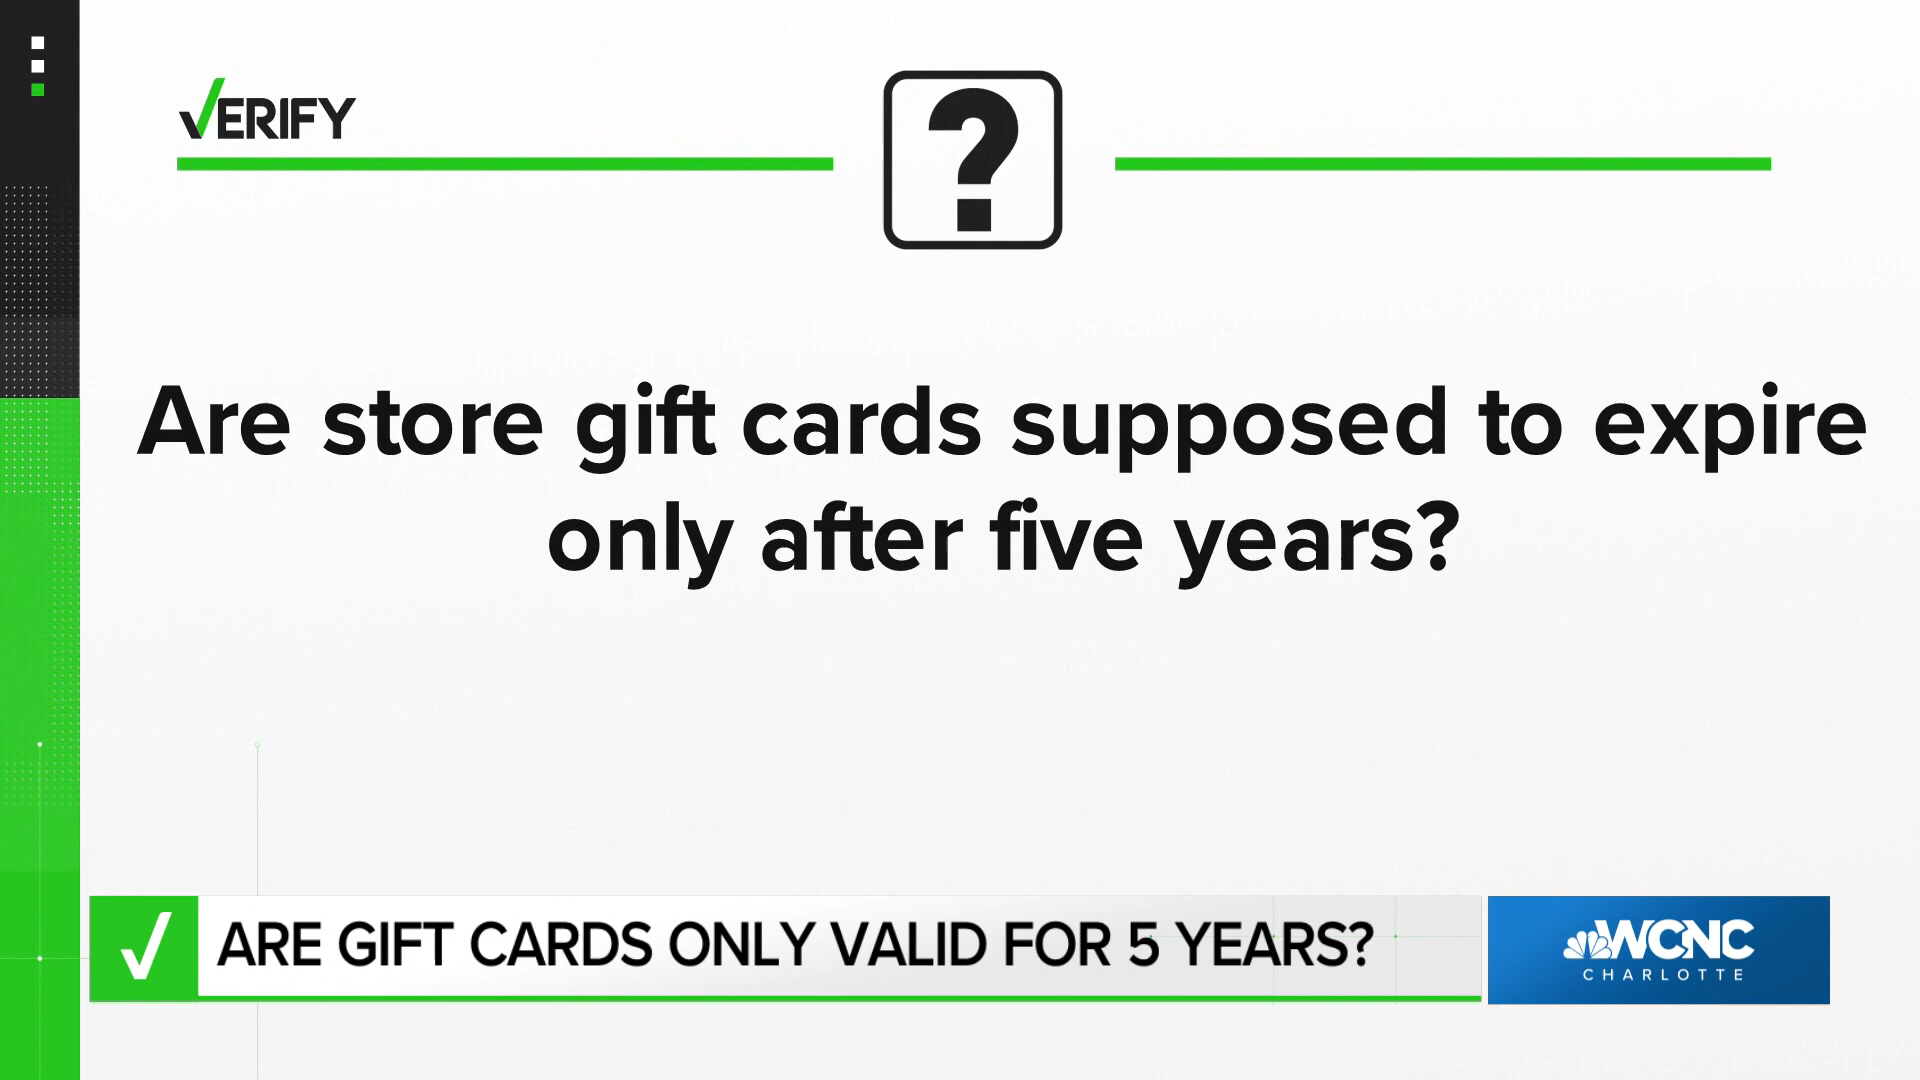 VERIFY
?
Are store gift cards supposed to expire
only after five years?
ARE GIFT CARDS ONLY VALID FOR 5 YEARS?
WCNC
CHARLOTTE